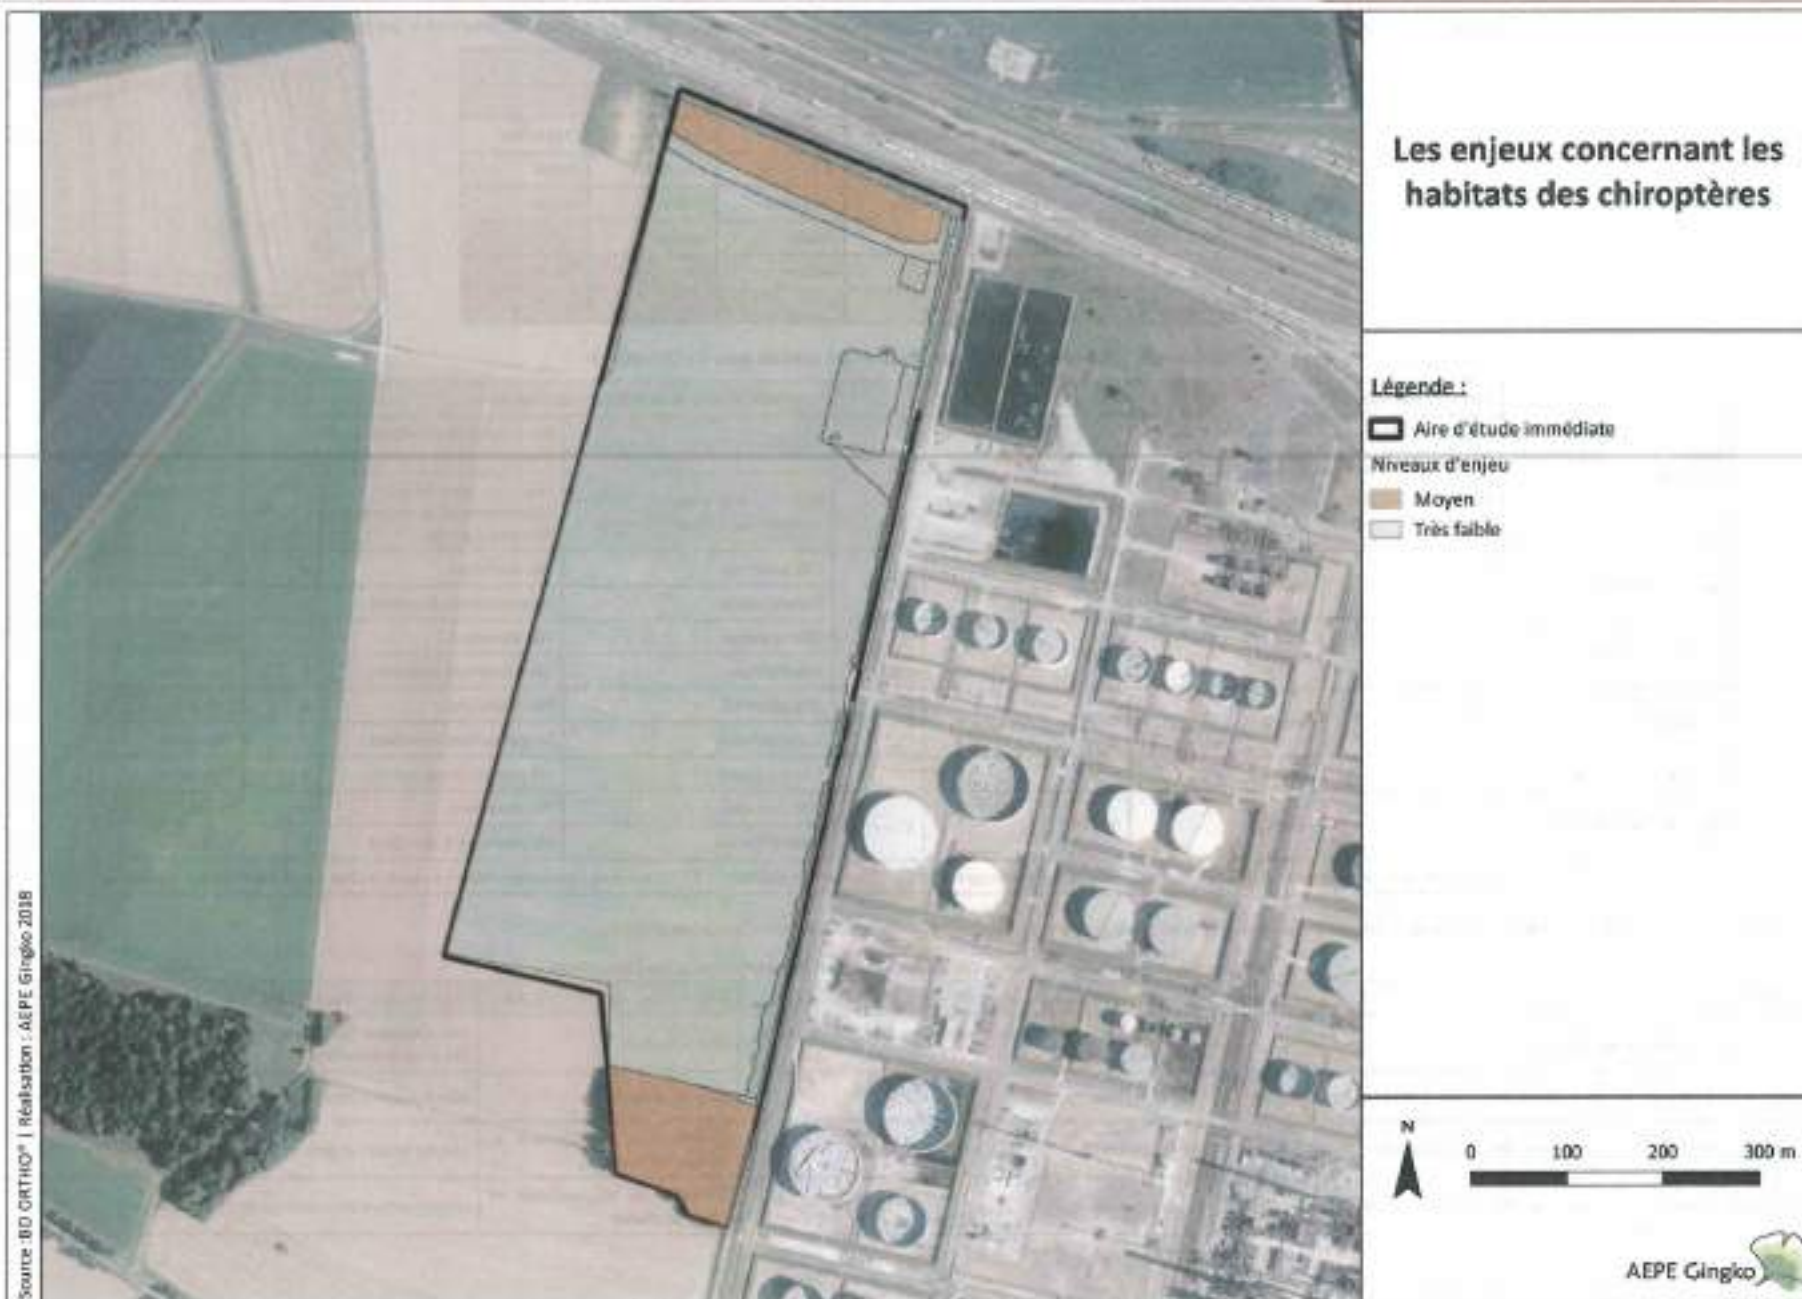 Les enjeux concernant les
habitats des chiroptères
Légende :
Aire d'étude immédiate
Niveaux d'enjeu
Moyen
Très faible
N
0 100 200 300 m
AEPE Gingko
Source : BD ORTHO® | Réalisation : AEPE Gingko 2018